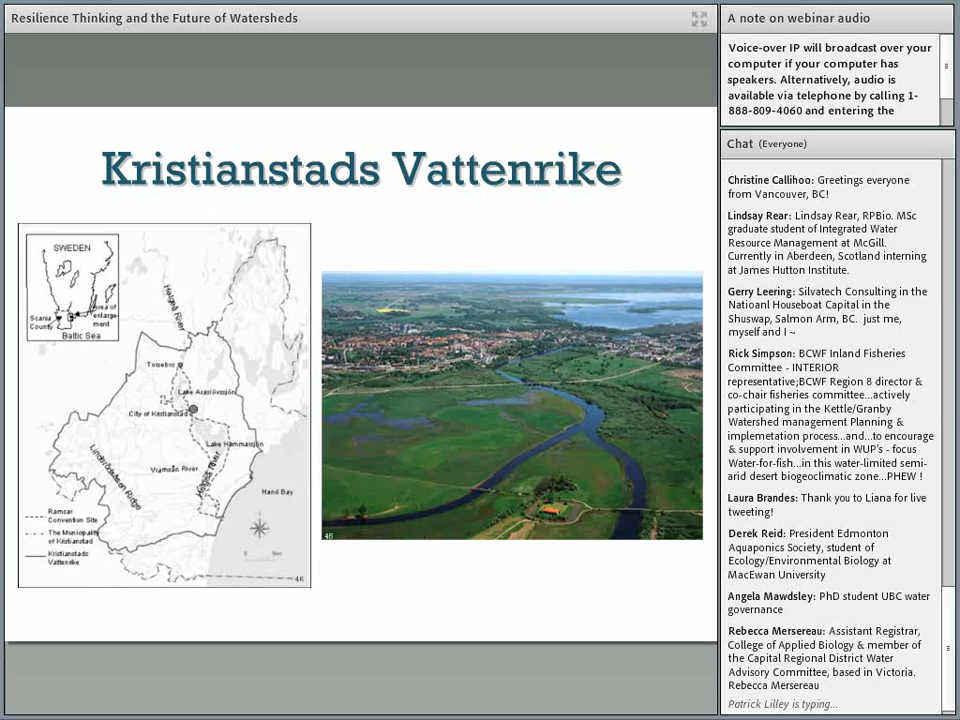 Resilience Thinking and the Future of Watersheds
Kristianstads Vattenrike
SWEDEN
Area of
enlarge-
ment
Scania
County
Baltic Sea
Helgeå River
Torsebro
Lake Araslövssjön
City of Kristianstad
Lake Hammarsjön
Vramsån River
Helgeå River
Linderödsåsen Ridge
Hanö Bay
Ramsar
Convention Site
The Municipality
of Kristianstad
Kristianstads
Vattenrike
0
5km
46
45
A note on webinar audio
Voice-over IP will broadcast over your
computer if your computer has
speakers. Alternatively, audio is
available via telephone by calling 1-
888-809-4060 and entering the
Chat (Everyone)
Christine Callihoo: Greetings everyone
from Vancouver, BC!
Lindsay Rear: Lindsay Rear, RPBio. MSc
graduate student of Integrated Water
Resource Management at McGill.
Currently in Aberdeen, Scotland interning
at James Hutton Institute.
Gerry Leering: Silvatech Consulting in the
Natioanl Houseboat Capital in the
Shuswap, Salmon Arm, BC. just me,
myself and I ~
Rick Simpson: BCWF Inland Fisheries
Committee - INTERIOR
representative;BCWF Region 8 director &
co-chair fisheries committee...actively
participating in the Kettle/Granby
Watershed management Planning &
implemetation process...and...to encourage
& support involvement in WUP's - focus
Water-for-fish...in this water-limited semi-
arid desert biogeoclimatic zone...PHEW !
Laura Brandes: Thank you to Liana for live
tweeting!
Derek Reid: President Edmonton
Aquaponics Society, student of
Ecology/Environmental Biology at
MacEwan University
Angela Mawdsley: PhD student UBC water
governance
Rebecca Mersereau: Assistant Registrar,
College of Applied Biology & member of
the Capital Regional District Water
Advisory Committee, based in Victoria.
Rebecca Mersereau
Patrick Lilley is typing...